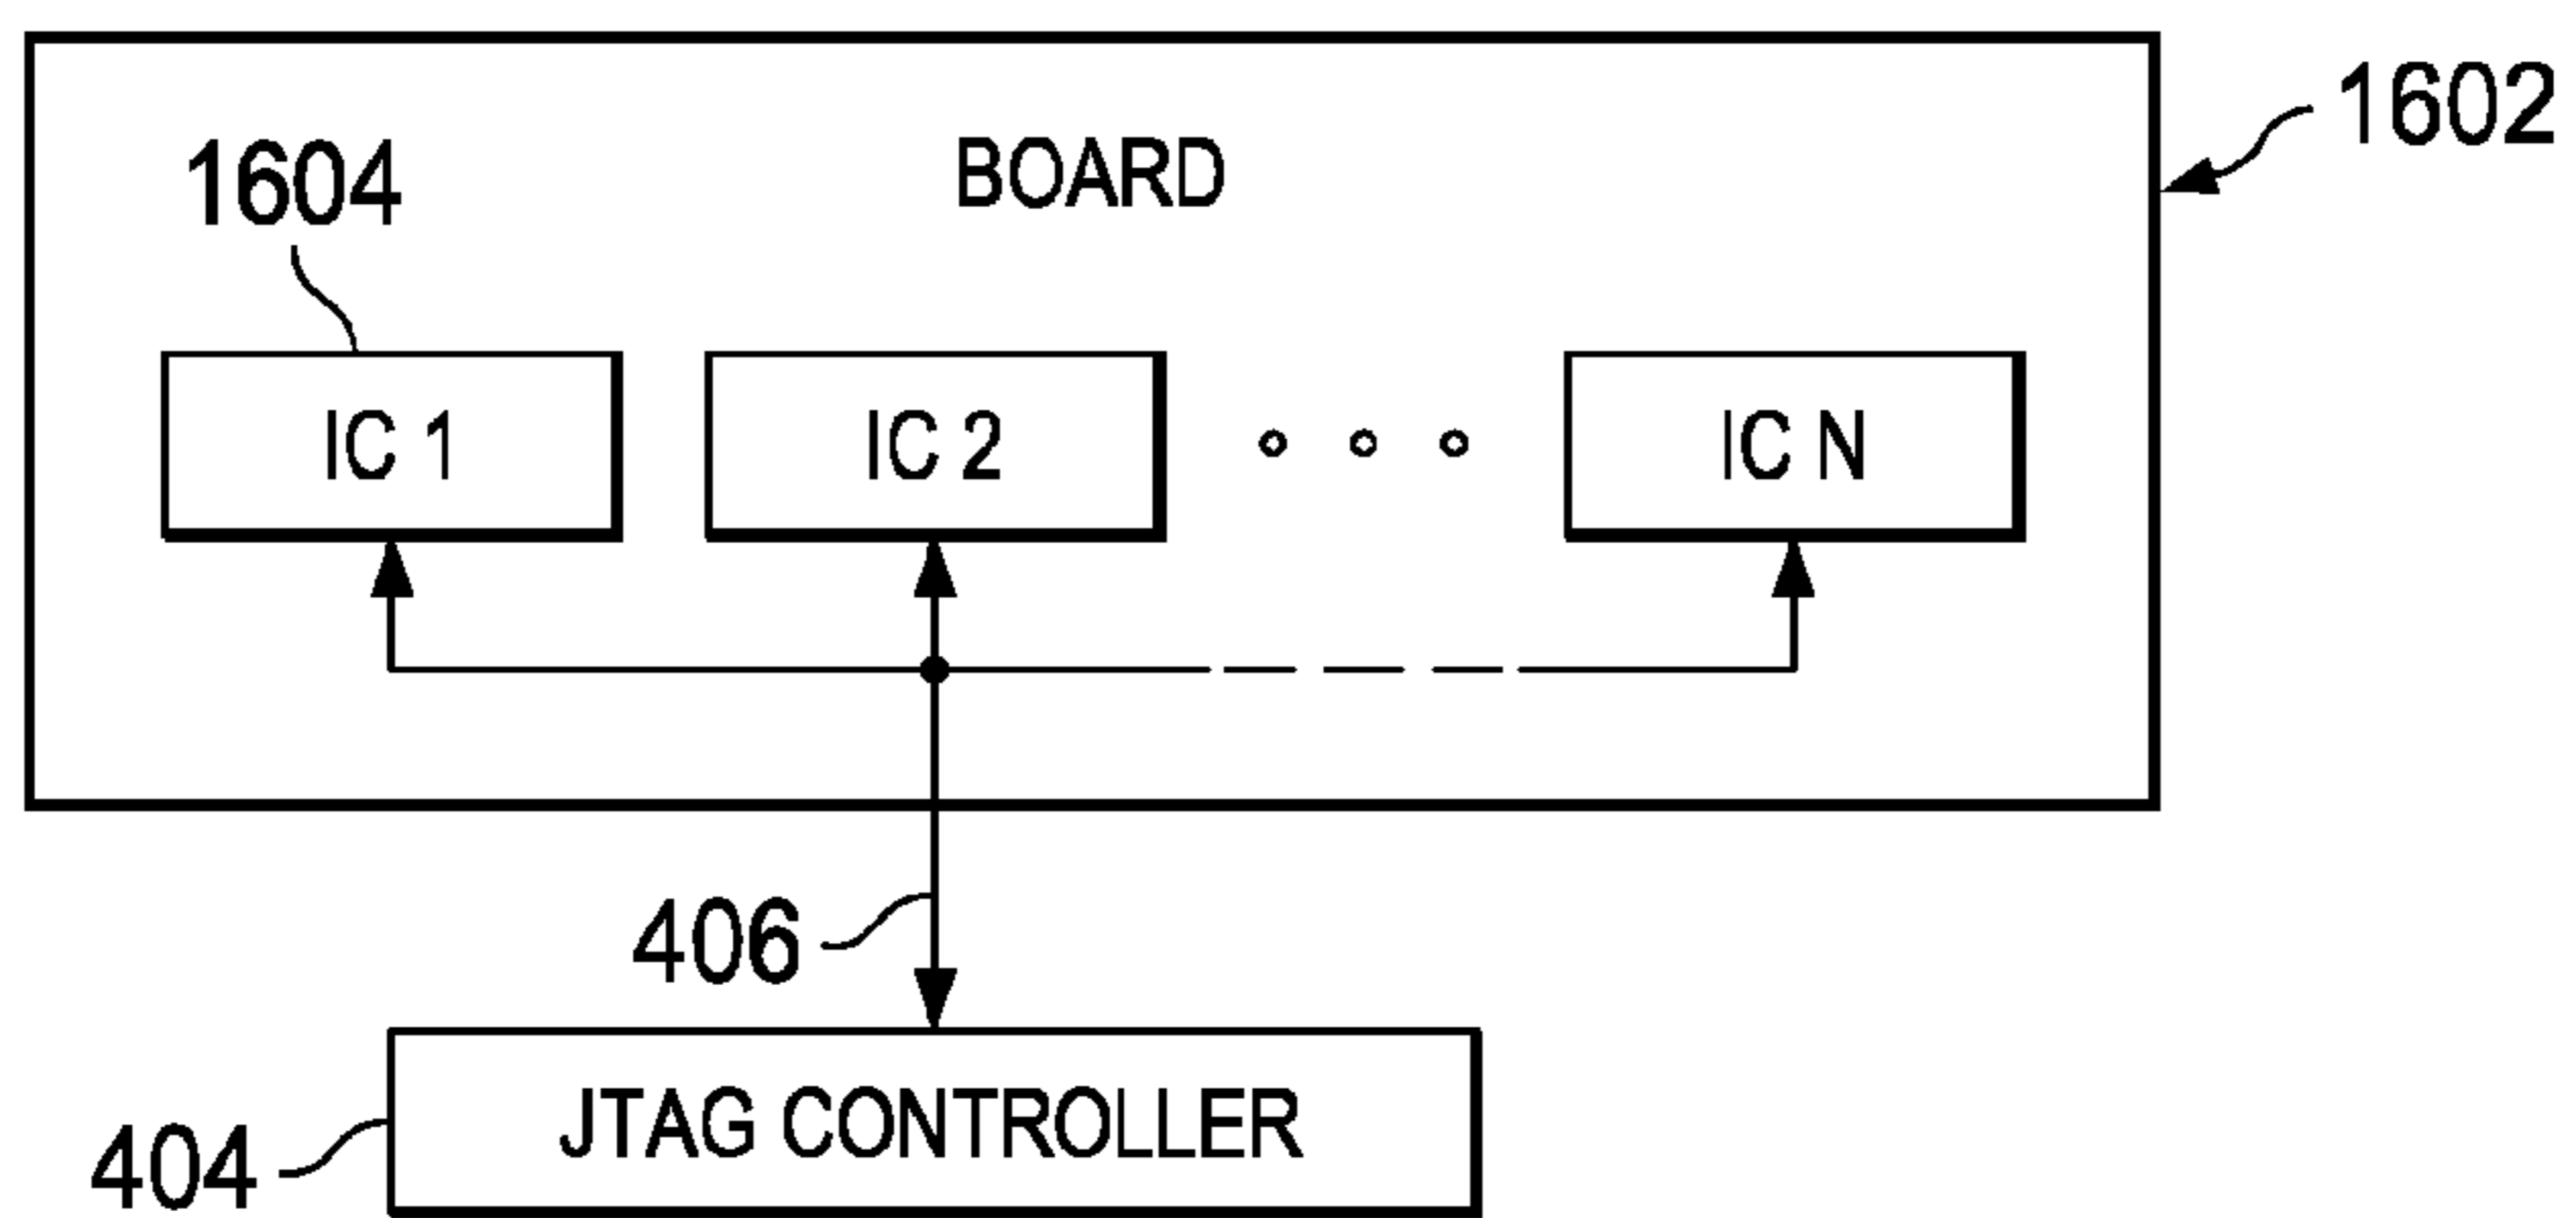 1602
BOARD
1604
IC 1
IC 2
IC N
406
JTAG CONTROLLER
404